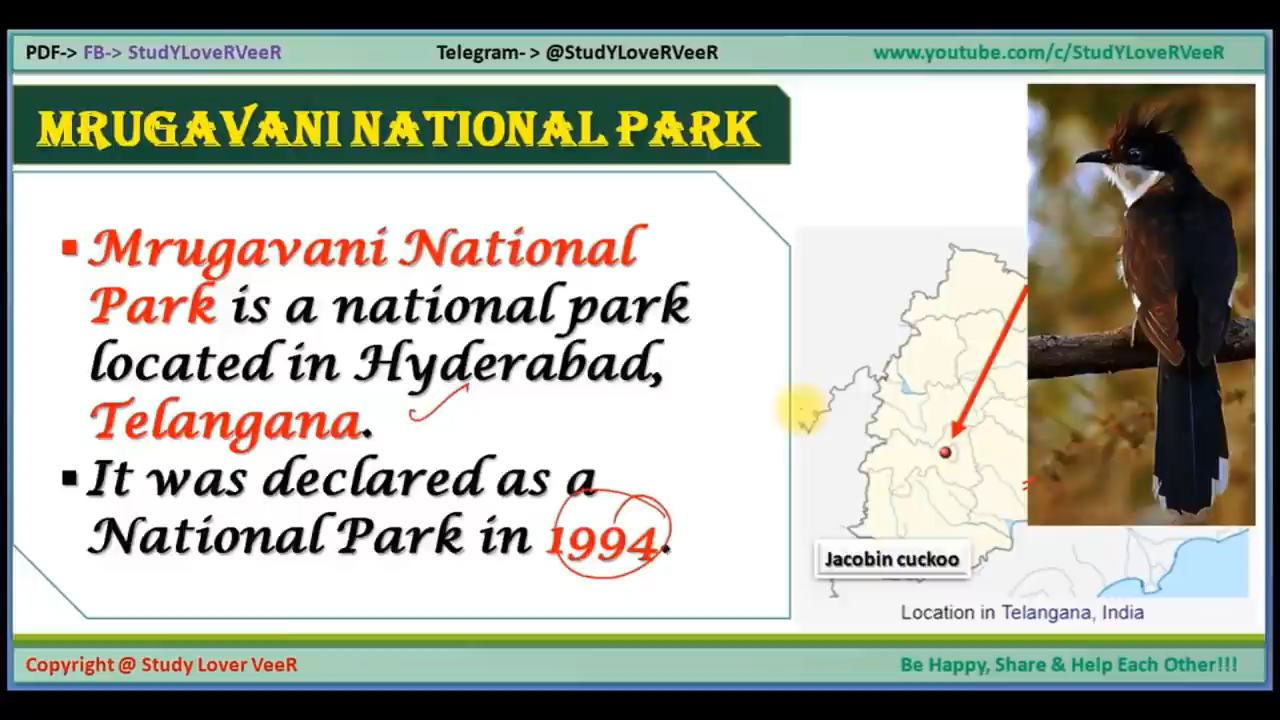 PDF-> FB-> StudYLoveRVeeR
Telegram- > @StudYLoveRVeeR
www.youtube.com/c/StudYLoveRVeeR
MRUGAVANI NATIONAL PARK
▪ Mrugavani National
Park is a national park
located in Hyderabad,
Telangana.
▪ It was declared as a
National Park in 1994.
Jacobin cuckoo
Location in Telangana, India
Copyright @ Study Lover VeeR
Be Happy, Share & Help Each Other!!!